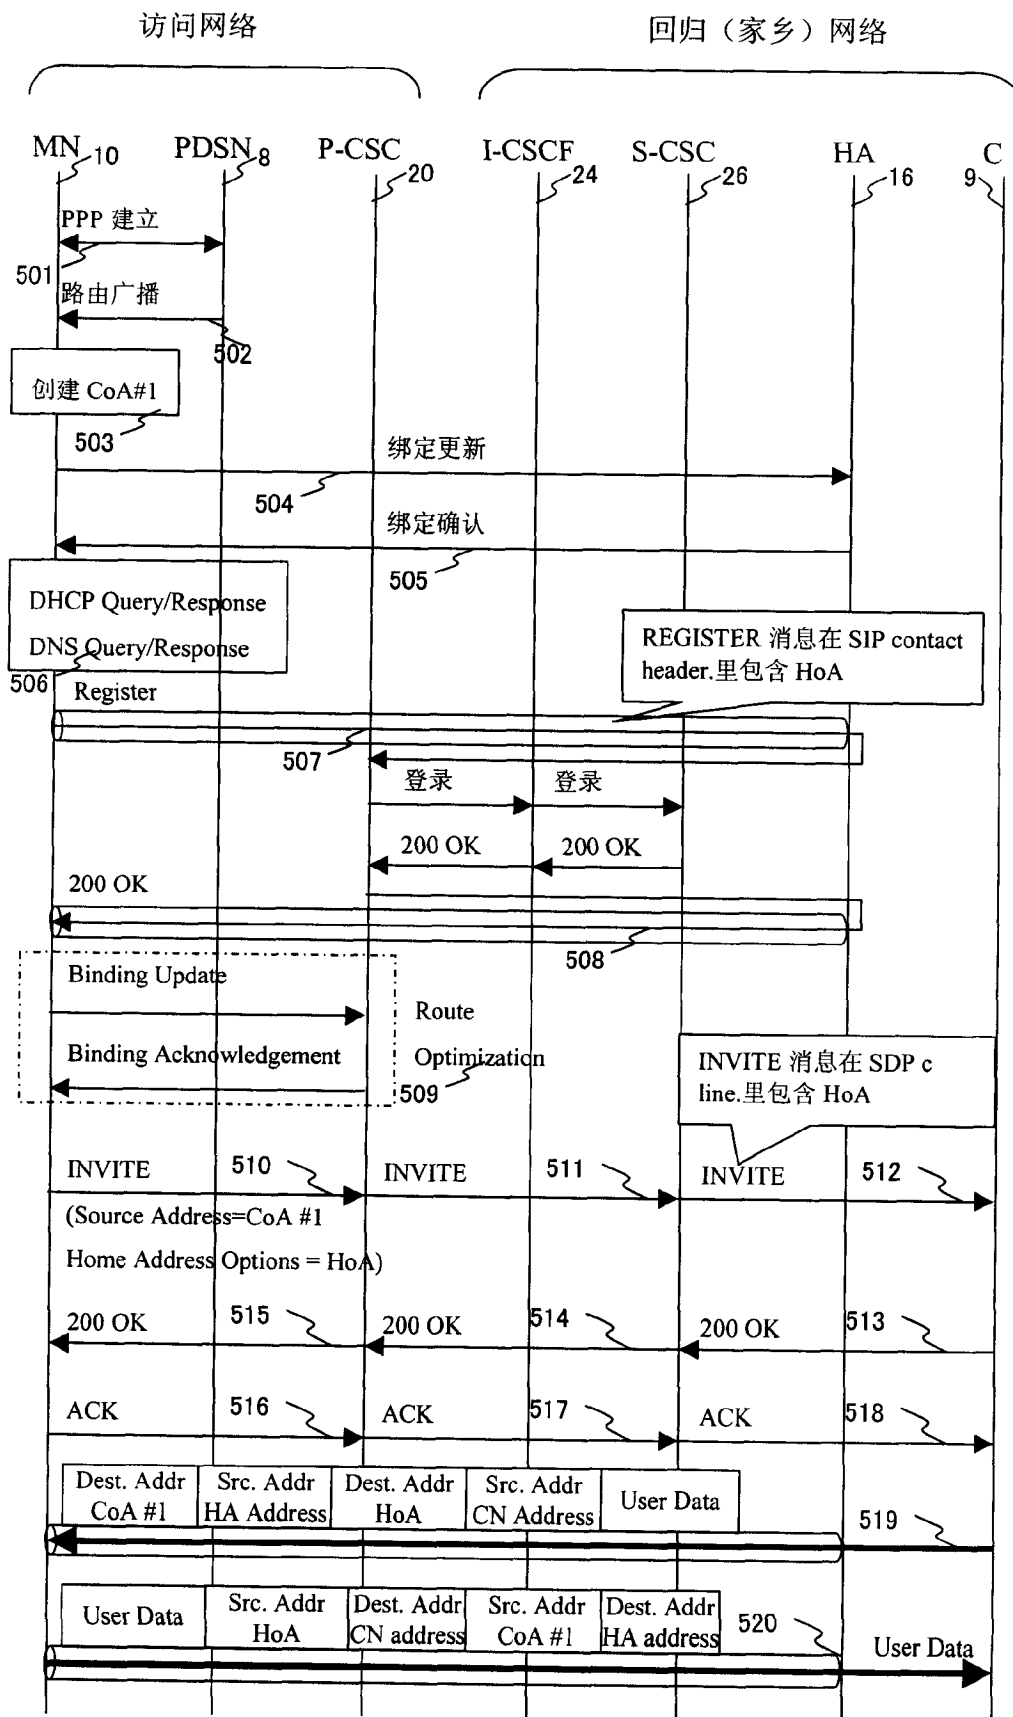 访问网络
回归（家乡）网络
MN 10
PDSN 8
P-CSC 20
I-CSCF 24
S-CSC 26
HA 16
C 9
PPP 建立
501
路由广播
502
创建 CoA#1
503
绑定更新
504
绑定确认
505
DHCP Query/Response
DNS Query/Response
506
REGISTER 消息在 SIP contact
header.里包含 HoA
Register
507
登录
登录
200 OK
200 OK
200 OK
508
Binding Update
Route
Binding Acknowledgement
Optimization
509
INVITE 消息在 SDP c
line.里包含 HoA
INVITE 510
INVITE 511
INVITE 512
(Source Address=CoA #1
Home Address Options = HoA)
200 OK 515
200 OK 514
200 OK 513
ACK 516
ACK 517
ACK 518
Dest. Addr
CoA #1
Src. Addr
HA Address
Dest. Addr
HoA
Src. Addr
CN Address
User Data
519
User Data
Src. Addr
HoA
Dest. Addr
CN address
Src. Addr
CoA #1
Dest. Addr
HA address
520
User Data